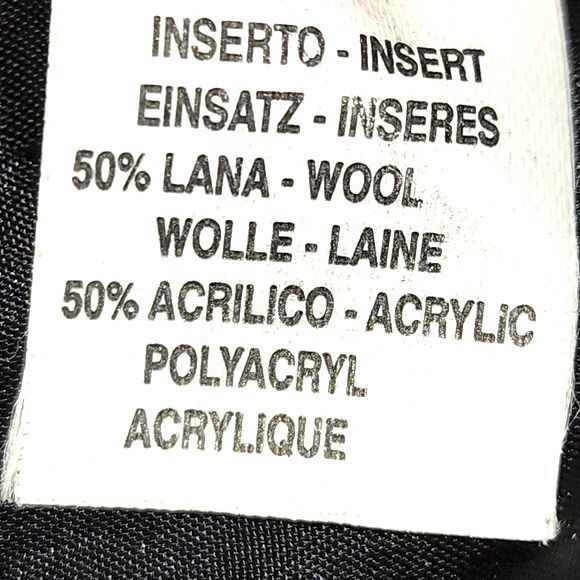 INSERTO - INSERT
EINSATZ - INSERES
50% LANA - WOOL
WOLLE - LAINE
50% ACRILICO - ACRYLIC
POLYACRYL
ACRYLIQUE